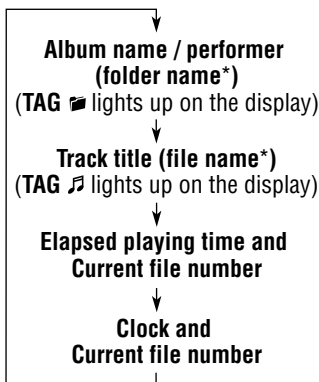 Album name / performer
(folder name*)
(TAG lights up on the display)
Track title (file name*)
(TAG lights up on the display)
Elapsed playing time and
Current file number
Clock and
Current file number